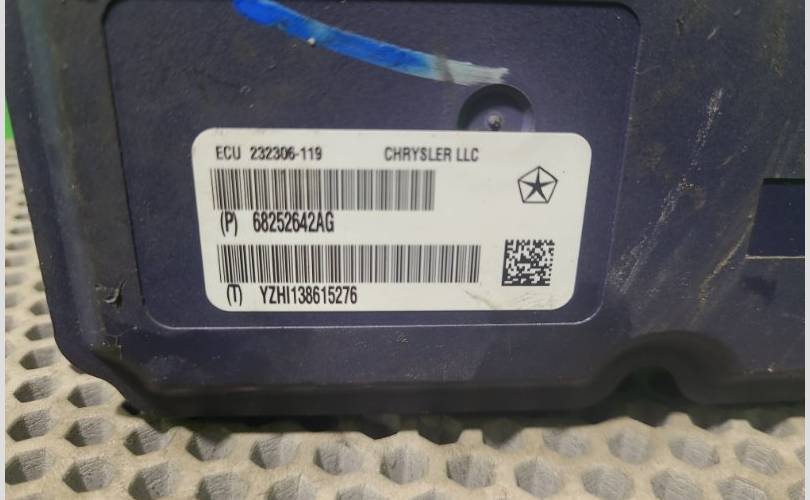 ECU 232306-119 CHRYSLER LLC
(P) 68252642AG
(T) YZHI138615276